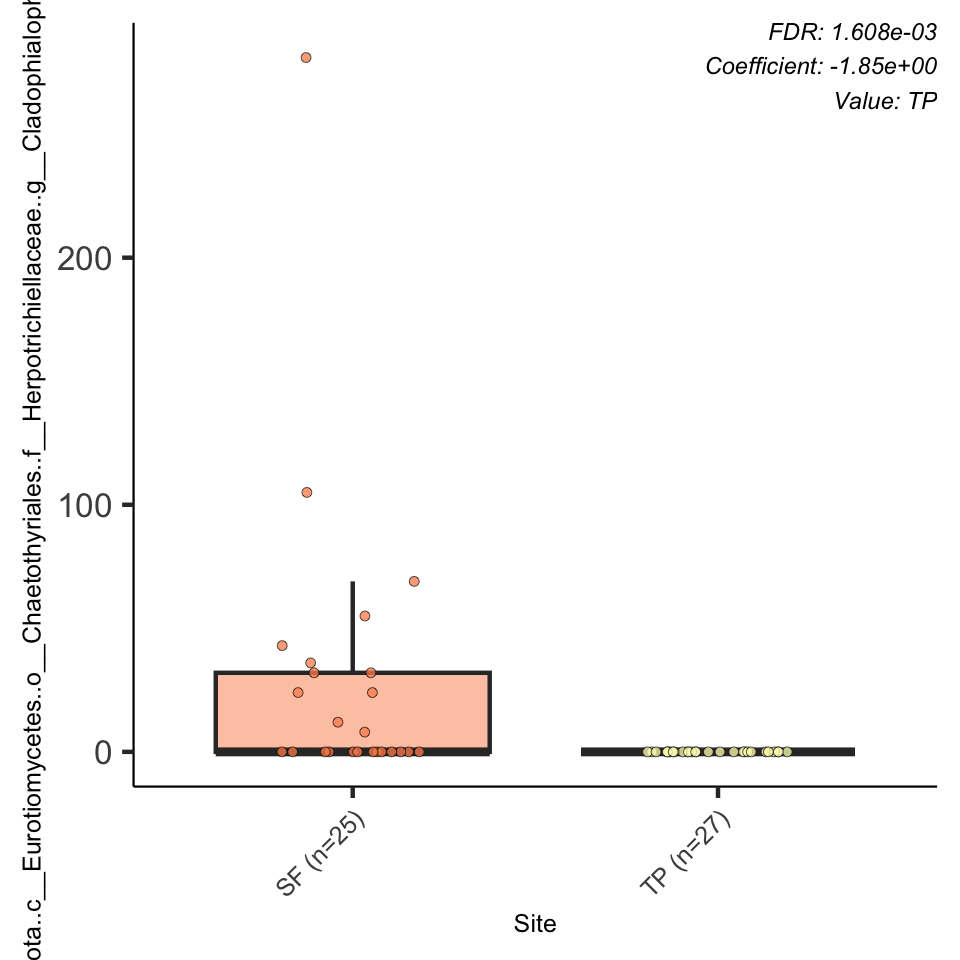 FDR: 1.608e-03
Coefficient: -1.85e+00
Value: TP
ota..c__Eurotiomycetes.o__Chaetothyriales..f__Herpotrichiellaceae..g__Cladophialoph
200
100
0
SF (n=25)
TP (n=27)
Site